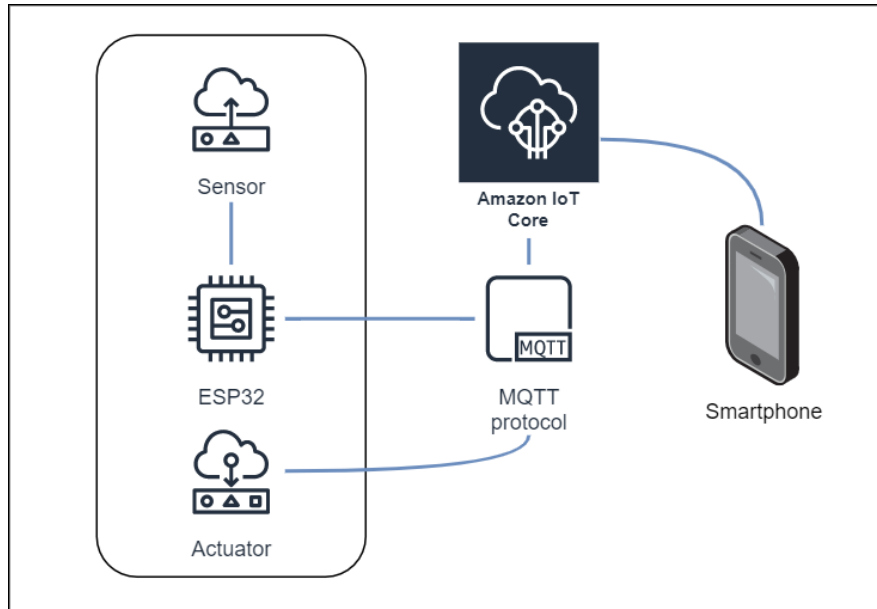 Sensor
Amazon IoT
Core
ESP32
MQTT
MQTT
protocol
Smartphone
Actuator